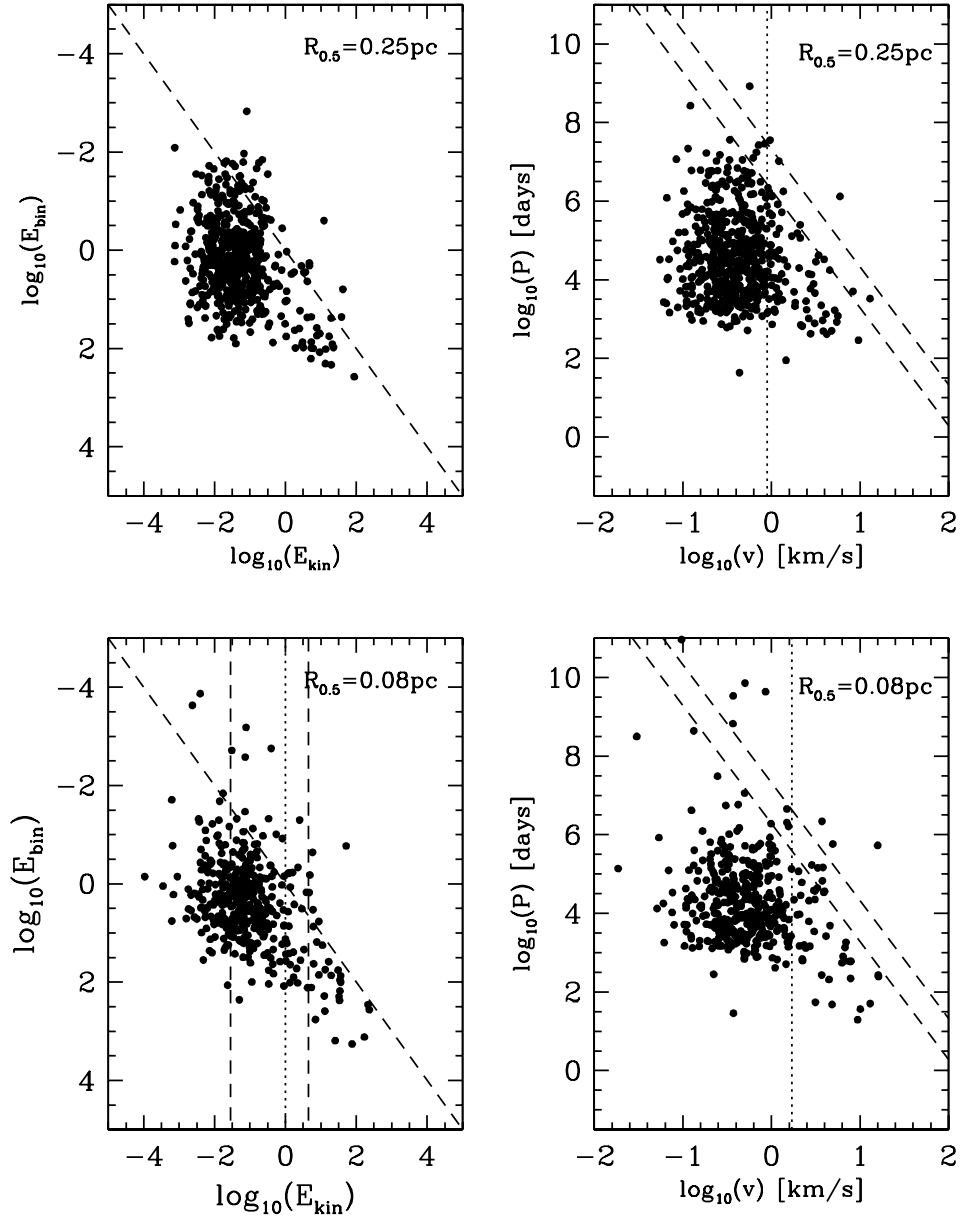 R0.5=0.25pc
−4
−2
0
2
4
log10(Ebin)
−4 −2 0 2 4
log10(Ekin)
R0.5=0.25pc
10
8
6
4
2
0
log10(P) [days]
−2 −1 0 1 2
log10(v) [km/s]
R0.5=0.08pc
−4
−2
0
2
4
log10(Ebin)
−4 −2 0 2 4
log10(Ekin)
R0.5=0.08pc
10
8
6
4
2
0
log10(P) [days]
−2 −1 0 1 2
log10(v) [km/s]